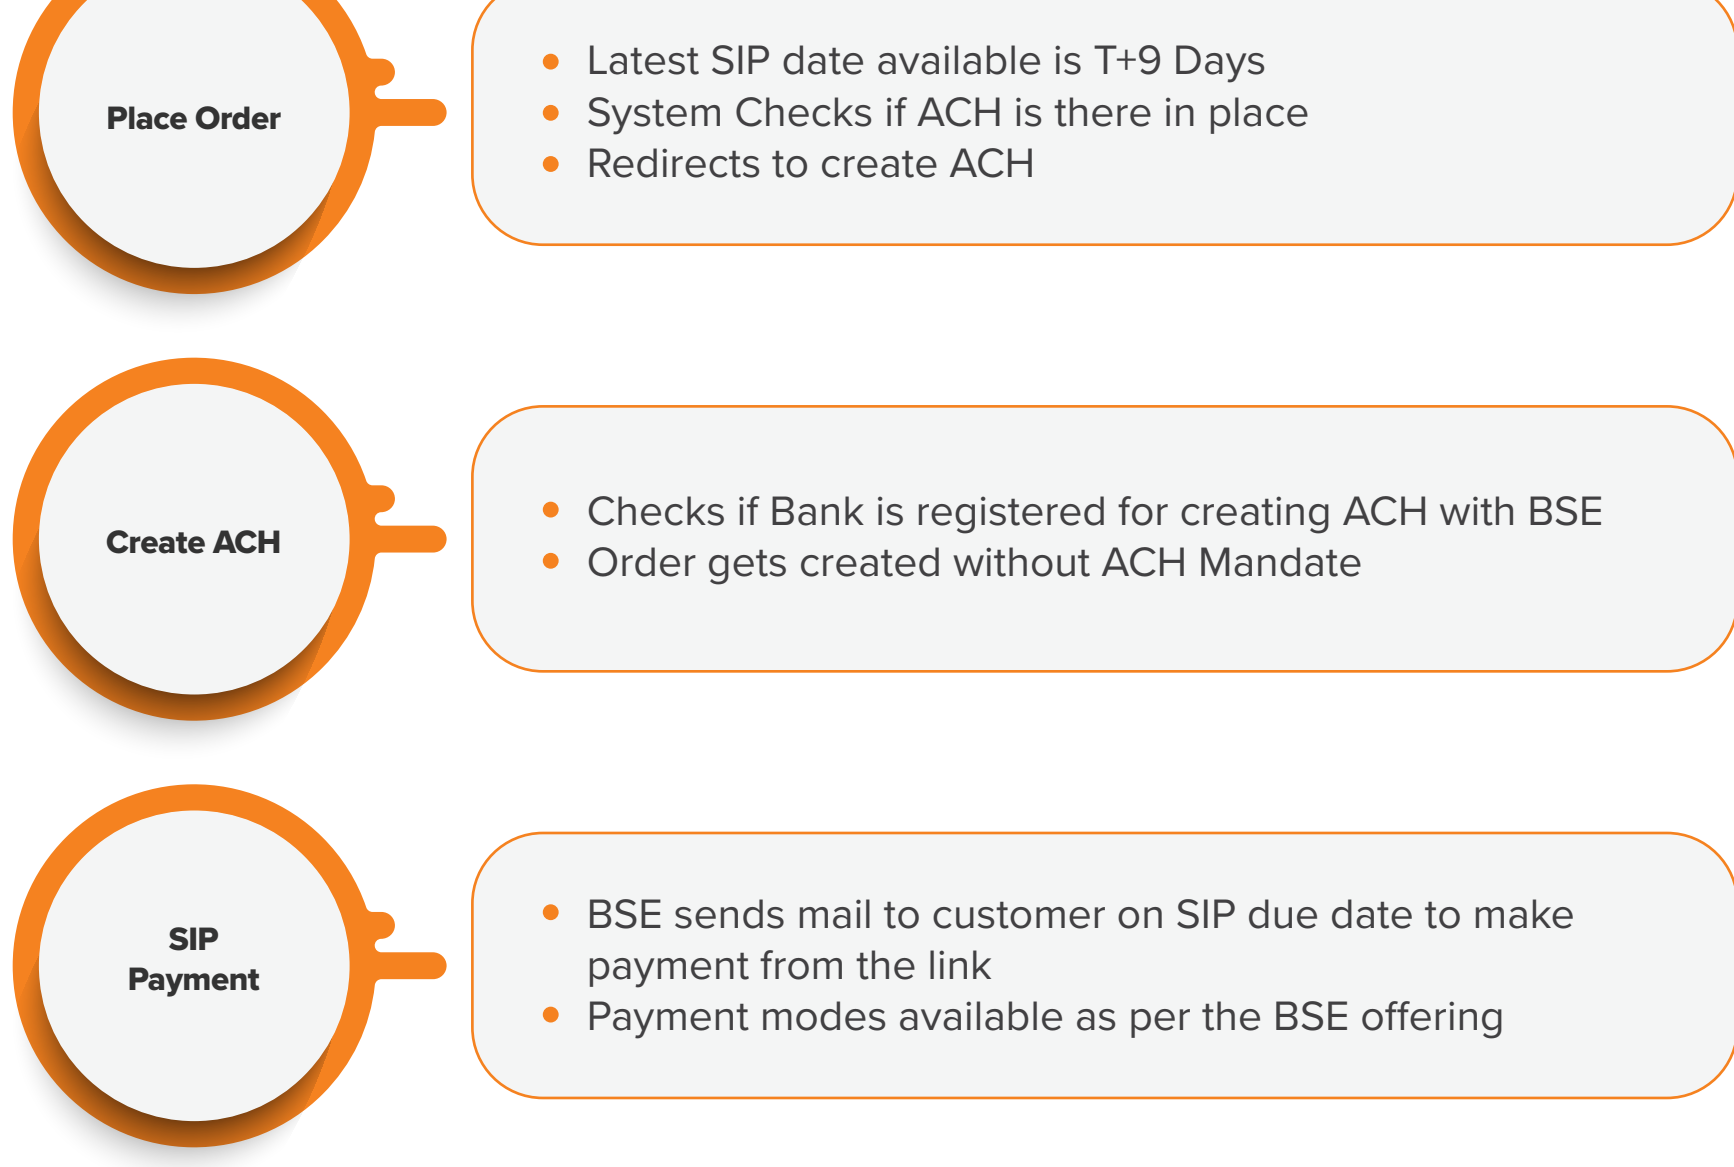 Place Order
• Latest SIP date available is T+9 Days
• System Checks if ACH is there in place
• Redirects to create ACH
Create ACH
• Checks if Bank is registered for creating ACH with BSE
• Order gets created without ACH Mandate
SIP
Payment
• BSE sends mail to customer on SIP due date to make
payment from the link
• Payment modes available as per the BSE offering